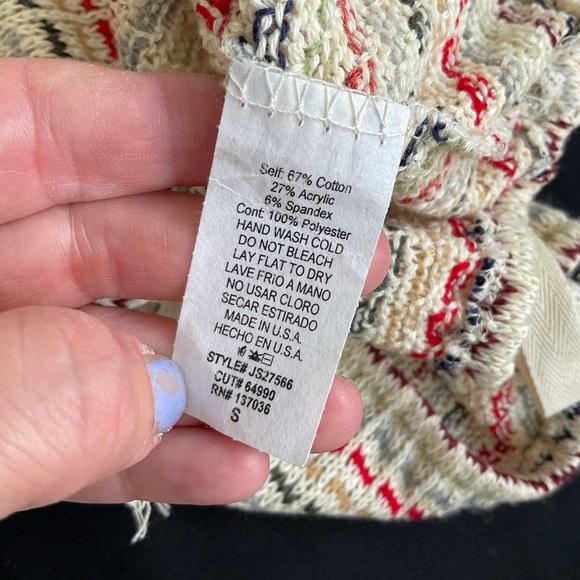 Self: 67% Cotton
27% Acrylic
6% Spandex
Cont: 100% Polyester
HAND WASH COLD
DO NOT BLEACH
LAY FLAT TO DRY
LAVE FRiO A MANO
NO USAR CLORO
SECAR ESTIRADO
MADE IN U.S.A.
HECHO EN U.S.A.
STYLE# JS27566
CUT# 64990
RN# 137036
S